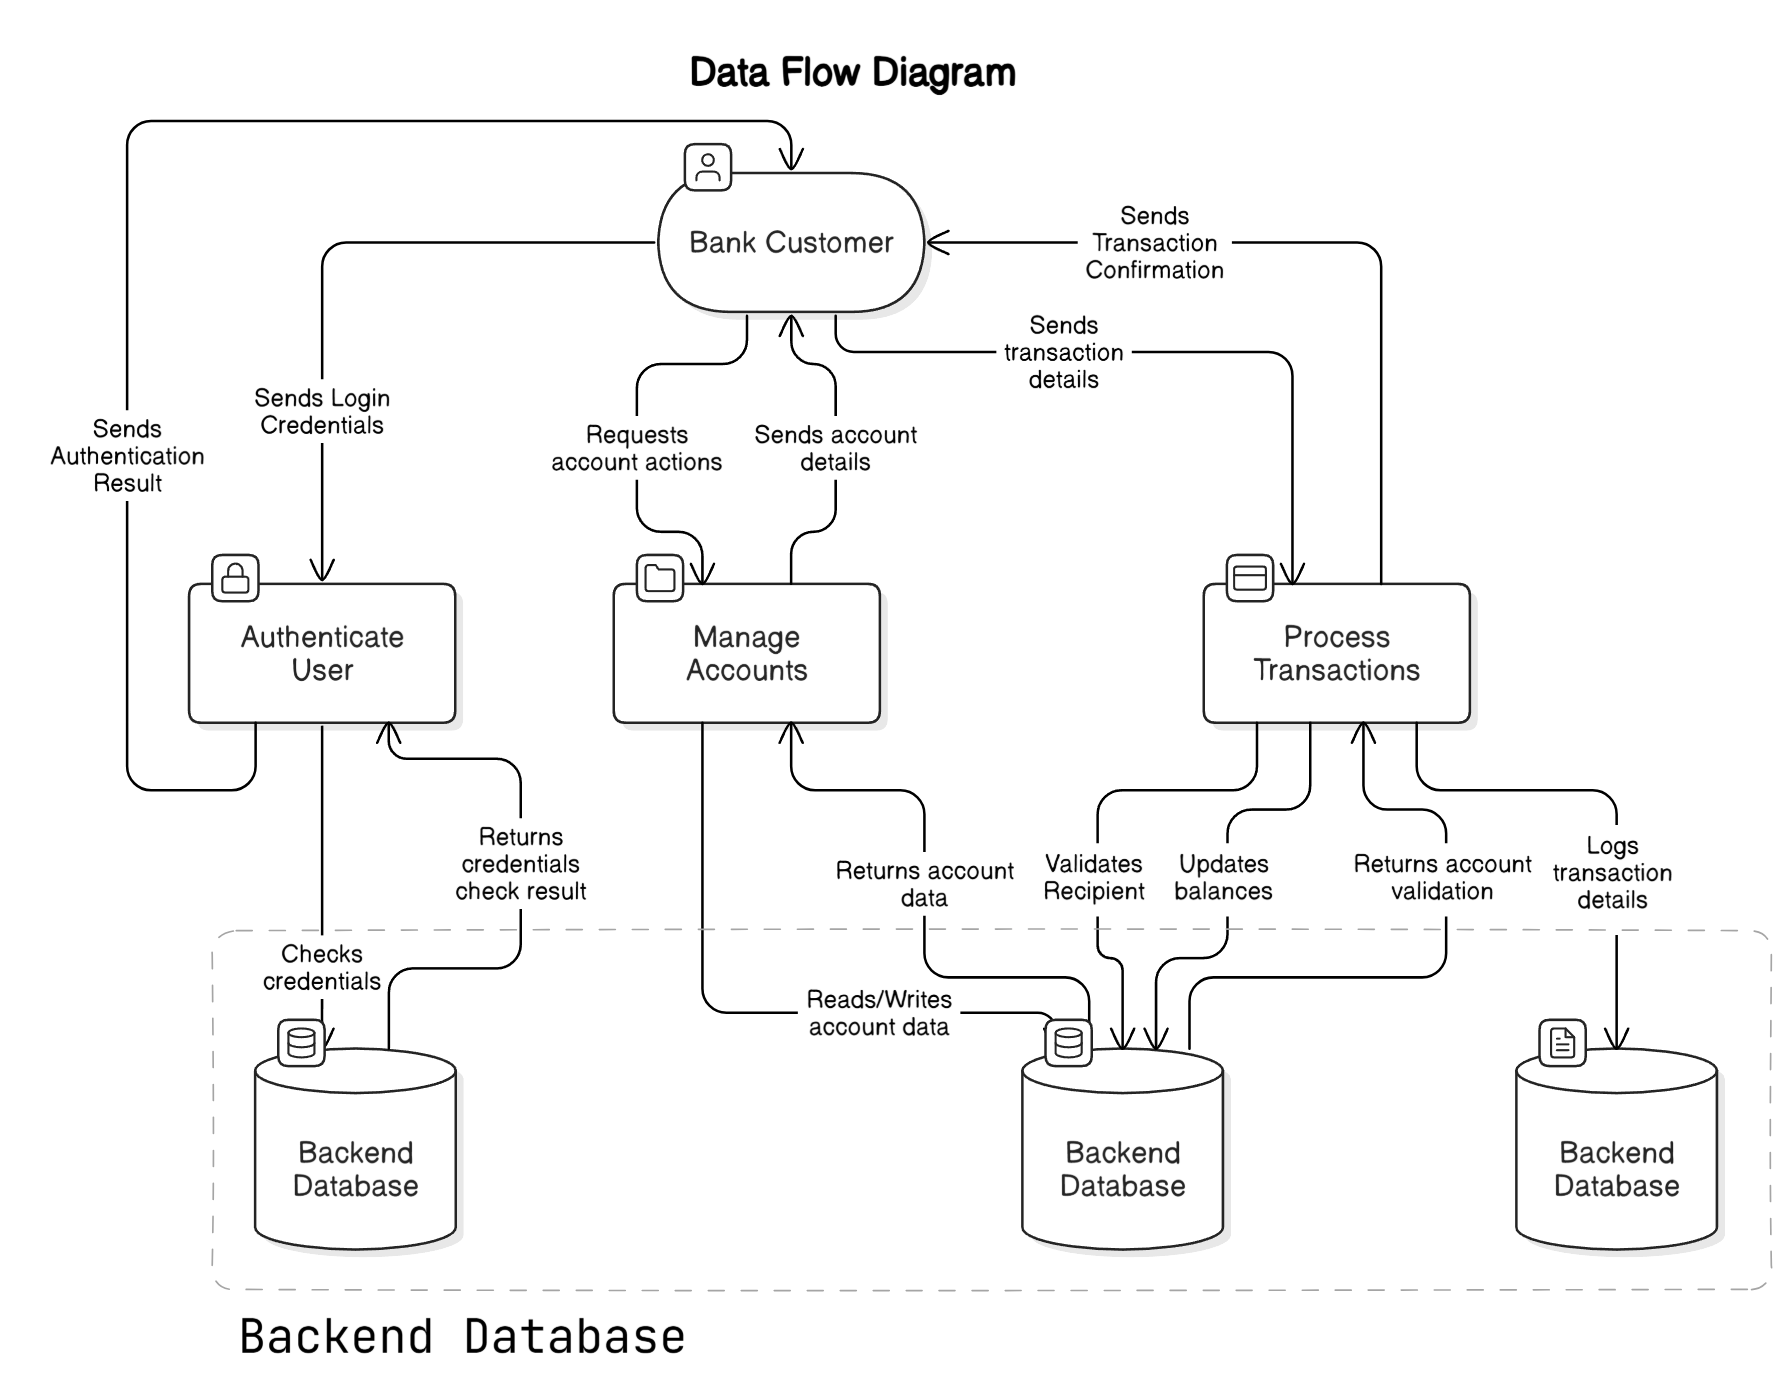 Data Flow Diagram
Bank Customer
Sends
Transaction
Confirmation
Sends
transaction
details
Sends Login
Credentials
Sends
Authentication
Result
Requests
account actions
Sends account
details
Authenticate
User
Manage
Accounts
Process
Transactions
Returns
credentials
check result
Returns account
data
Validates
Recipient
Updates
balances
Returns account
validation
Logs
transaction
details
Checks
credentials
Reads/Writes
account data
Backend
Database
Backend
Database
Backend
Database
Backend Database